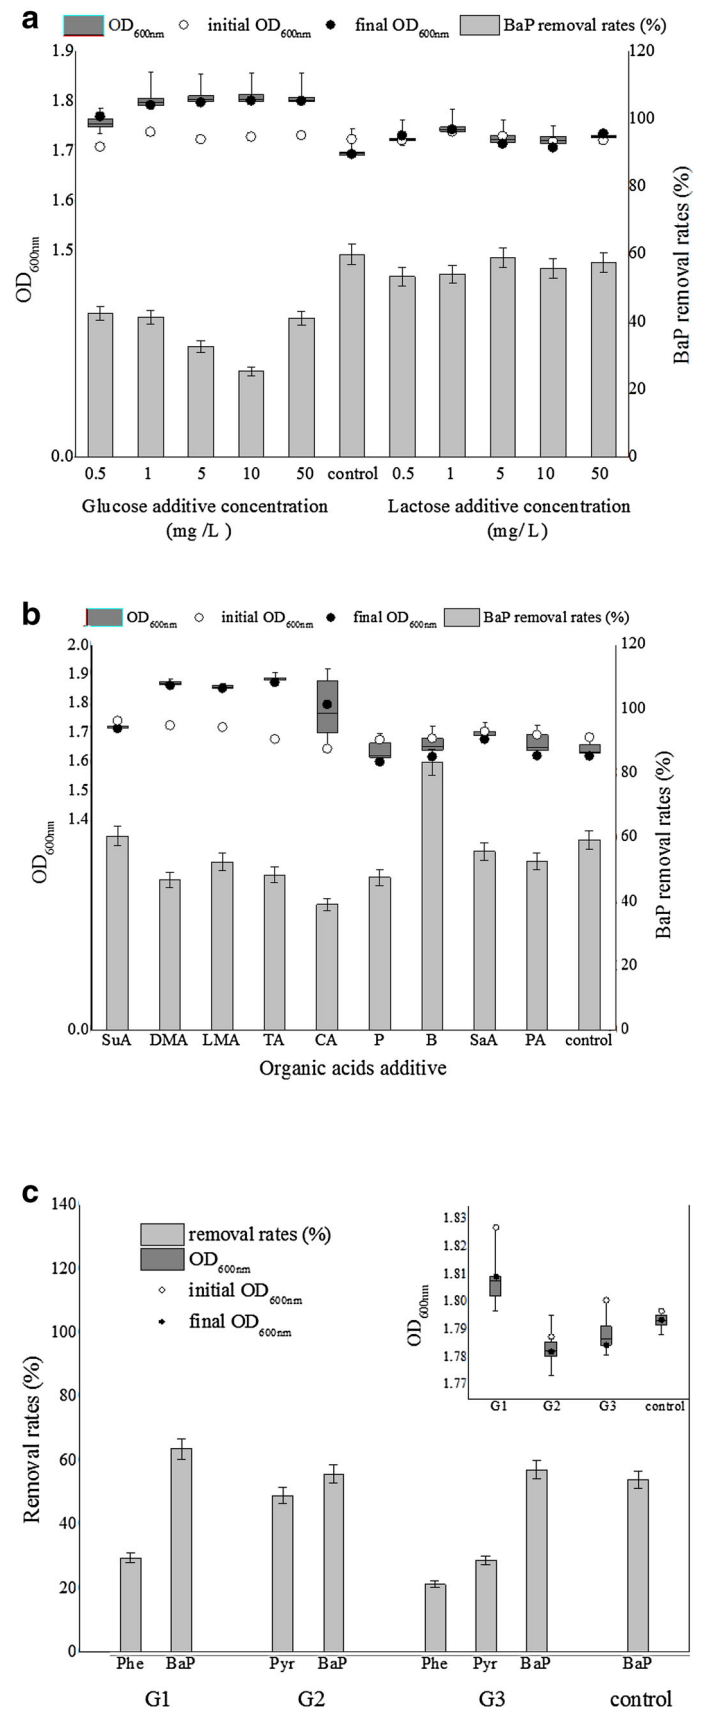 a
OD600nm initial OD600nm final OD600nm BaP removal rates (%)
1.9
1.8
1.7
1.6
1.5
0.0
OD600nm
120
100
80
60
40
20
0
BaP removal rates (%)
0.5 1 5 10 50 control 0.5 1 5 10 50
Glucose additive concentration Lactose additive concentration
(mg /L ) (mg/ L )
b
OD600nm initial OD600nm final OD600nm BaP removal rates (%)
2.0
1.9
1.8
1.7
1.6
1.5
1.4
0.0
OD600nm
120
100
80
60
40
20
0
BaP removal rates (%)
SuA DMA LMA TA CA P B SaA PA control
Organic acids additive
c
140
120
100
80
60
40
20
0
Removal rates (%)
removal rates (%)
OD600nm
initial OD600nm
final OD600nm
1.83
1.82
1.81
1.80
1.79
1.78
1.77
OD600nm
G1 G2 G3 control
Phe BaP Pyr BaP Phe Pyr BaP BaP
G1 G2 G3 control